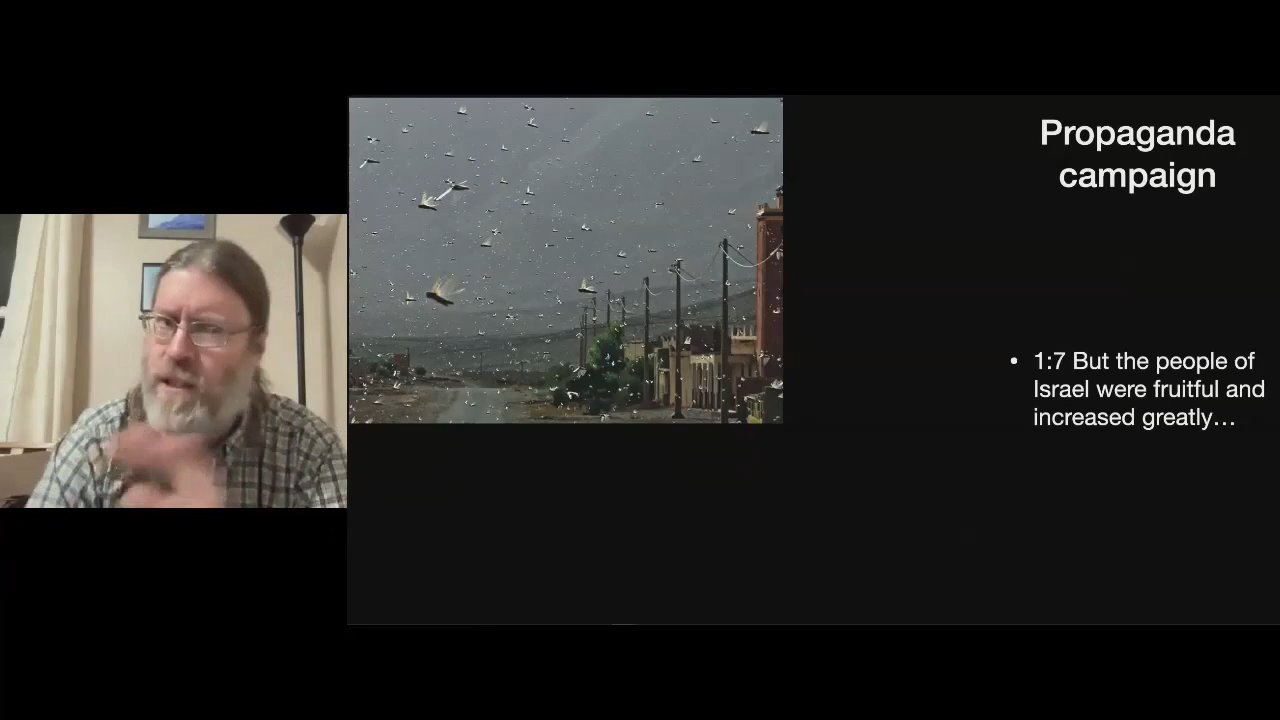 Propaganda
campaign
• 1:7 But the people of
Israel were fruitful and
increased greatly…